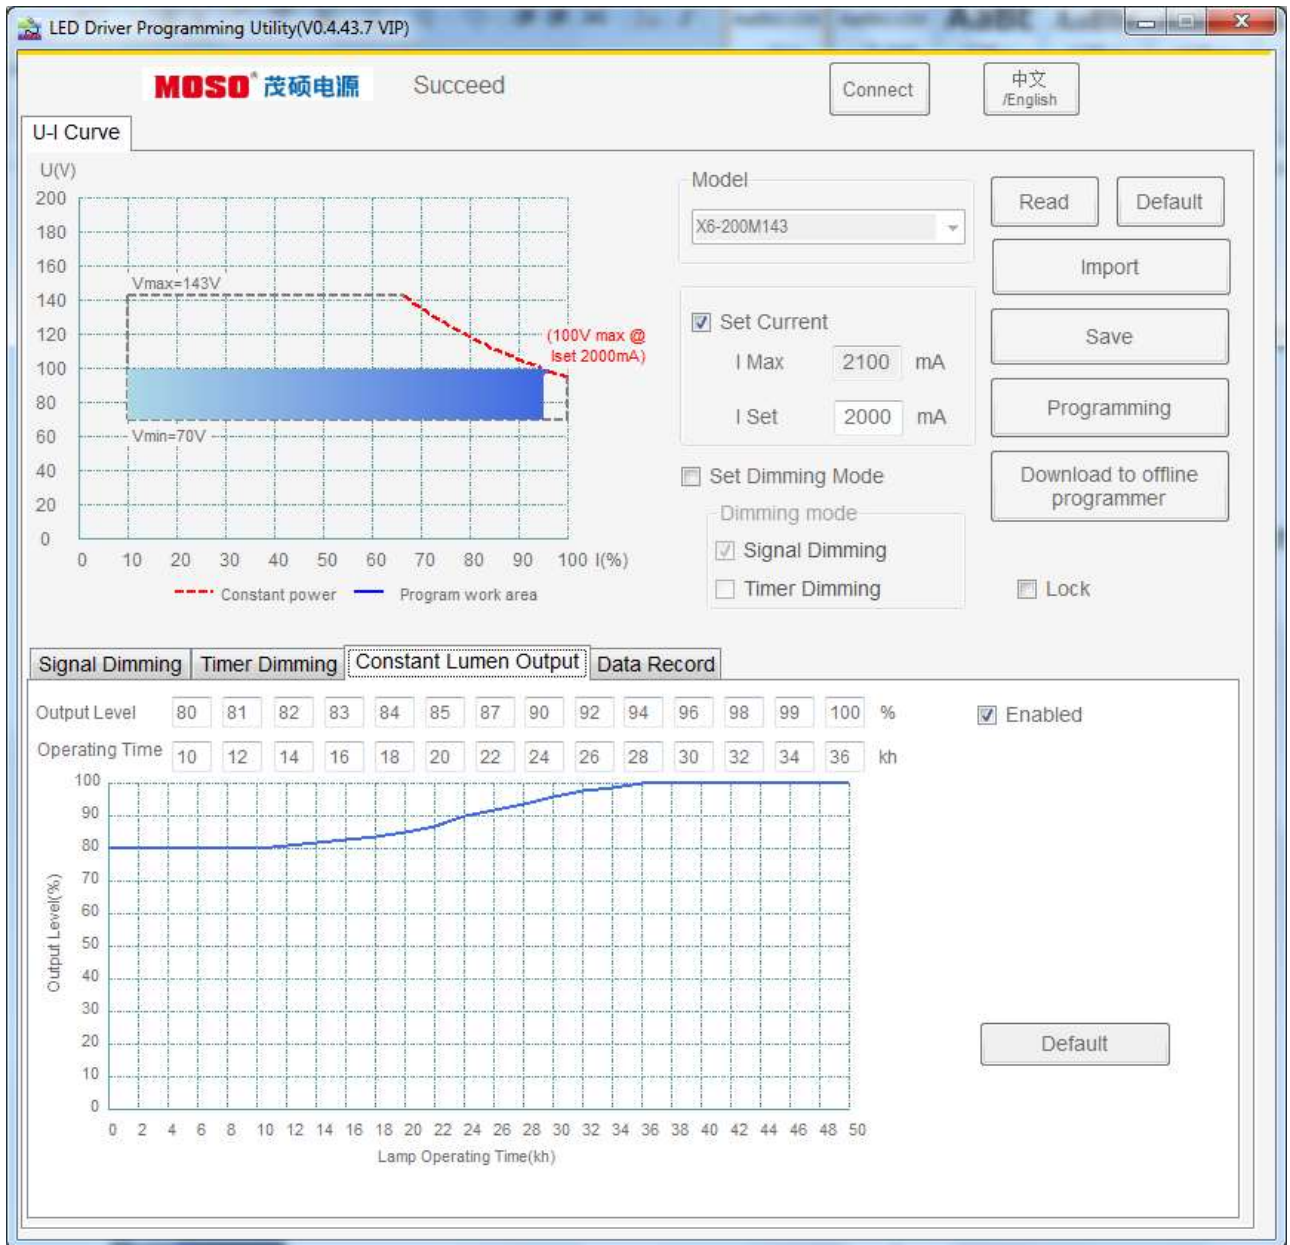 LED Driver Programming Utility(V0.4.43.7 VIP)
MOSO® 茂硕电源 Succeed Connect 中文
/English
U-I Curve
U(V)
200
180
160
140
120
100
80
60
40
20
0
Vmax=143V
(100V max @
Iset 2000mA)
Vmin=70V
0 10 20 30 40 50 60 70 80 90 100 I(%)
Constant power Program work area
Model
X6-200M143
Set Current
I Max 2100 mA
I Set 2000 mA
Set Dimming Mode
Dimming mode
Signal Dimming
Timer Dimming
Read Default
Import
Save
Programming
Download to offline
programmer
Lock
Signal Dimming Timer Dimming Constant Lumen Output Data Record
Output Level 80 81 82 83 84 85 87 90 92 94 96 98 99 100 %
Operating Time 10 12 14 16 18 20 22 24 26 28 30 32 34 36 kh
Enabled
100
90
80
70
60
50
40
30
20
10
0
Output Level(%)
0 2 4 6 8 10 12 14 16 18 20 22 24 26 28 30 32 34 36 38 40 42 44 46 48 50
Lamp Operating Time(kh)
Default